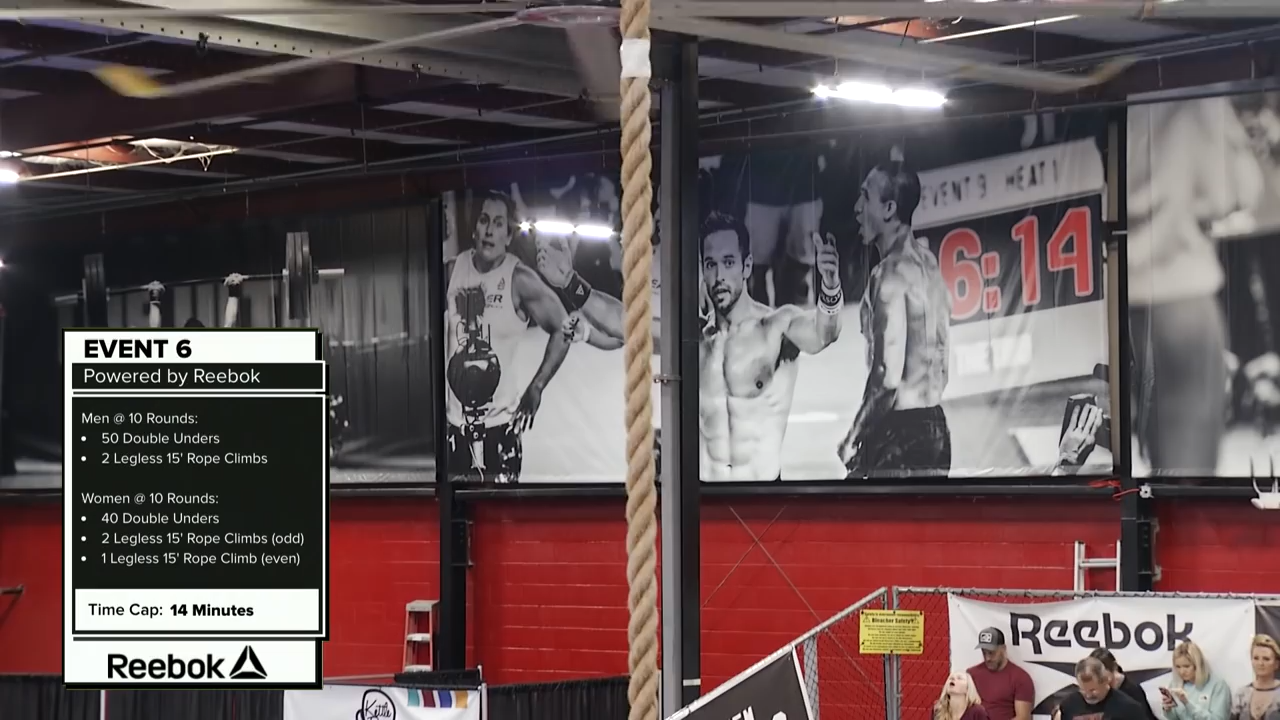 EVENT 9 HEAT 1
6:14
EVENT 6
Powered by Reebok
Men @ 10 Rounds:
• 50 Double Unders
• 2 Legless 15' Rope Climbs
Women @ 10 Rounds:
• 40 Double Unders
• 2 Legless 15' Rope Climbs (odd)
• 1 Legless 15' Rope Climb (even)
Time Cap: 14 Minutes
Reebok
Bleacher Safety!!
Reebok
Kettle